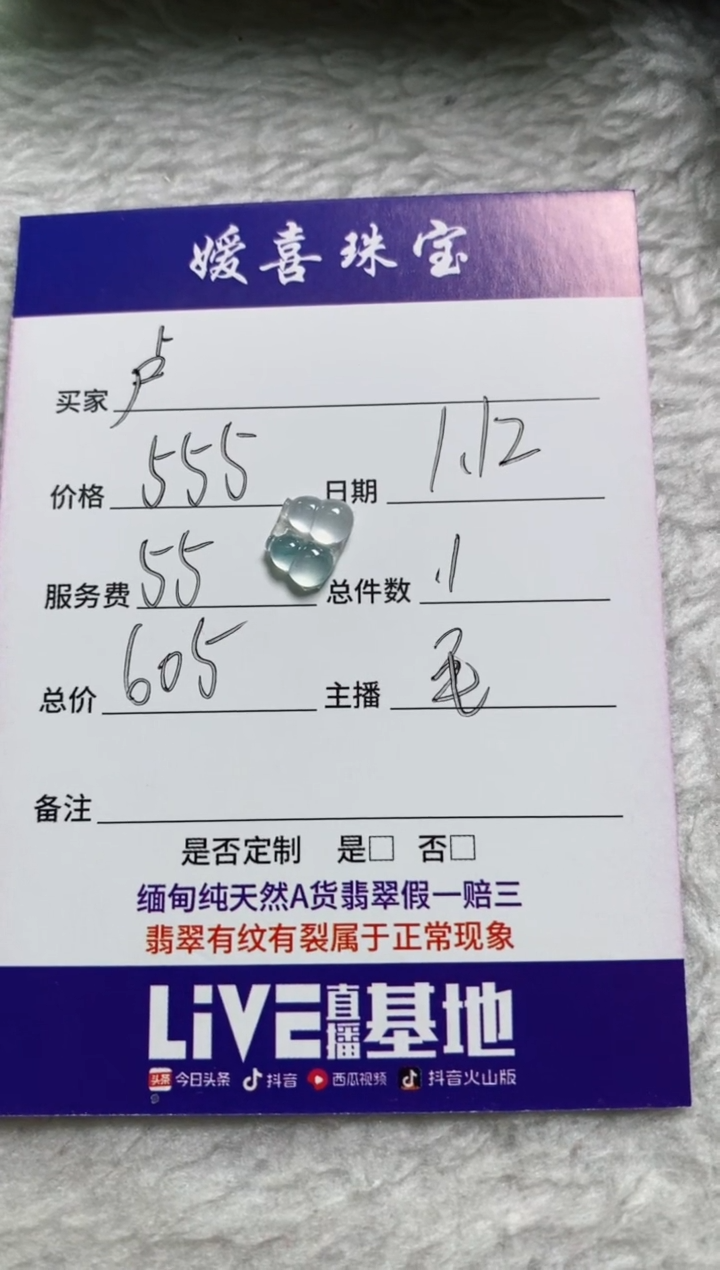 媛喜珠宝
买家 卢
价格 555 日期 1.12
服务费 55 总件数 .1
总价 605 主播 毛
备注
是否定制 是□ 否□
缅甸纯天然A货翡翠假一赔三
翡翠有纹有裂属于正常现象
LiVE直播基地
头条 今日头条 抖音 西瓜视频 抖音火山版